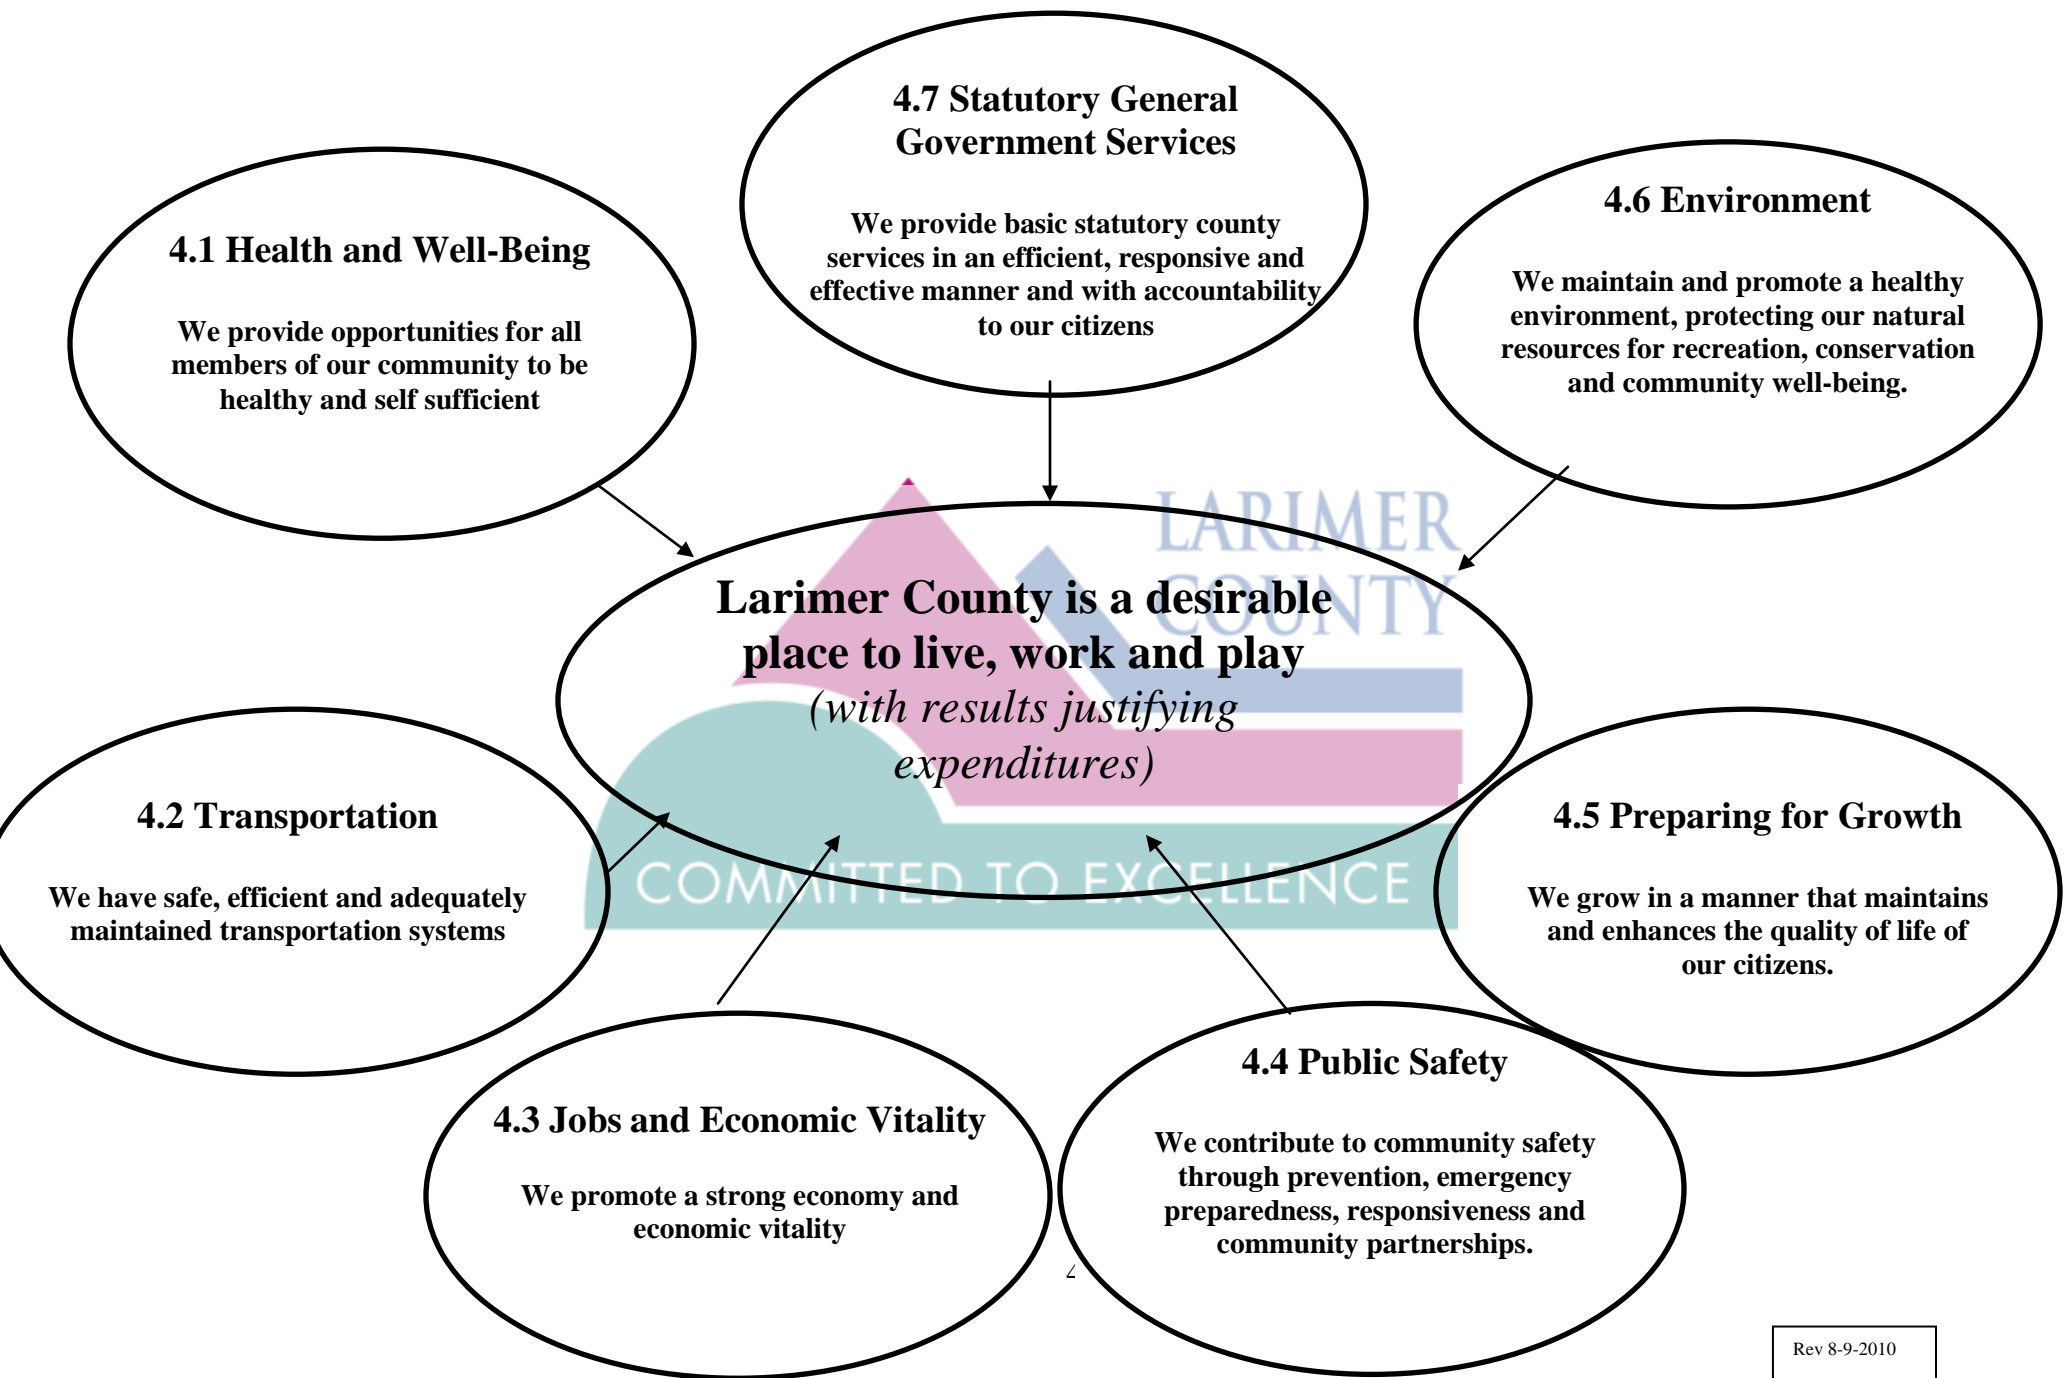 4.7 Statutory General
Government Services
We provide basic statutory county
services in an efficient, responsive and
effective manner and with accountability
to our citizens
4.1 Health and Well-Being
We provide opportunities for all
members of our community to be
healthy and self sufficient
4.6 Environment
We maintain and promote a healthy
environment, protecting our natural
resources for recreation, conservation
and community well-being.
LARIMER
COUNTY
Larimer County is a desirable
place to live, work and play
(with results justifying
expenditures)
COMMITTED TO EXCELLENCE
4.2 Transportation
We have safe, efficient and adequately
maintained transportation systems
4.5 Preparing for Growth
We grow in a manner that maintains
and enhances the quality of life of
our citizens.
4.3 Jobs and Economic Vitality
We promote a strong economy and
economic vitality
4.4 Public Safety
We contribute to community safety
through prevention, emergency
preparedness, responsiveness and
community partnerships.
Rev 8-9-2010